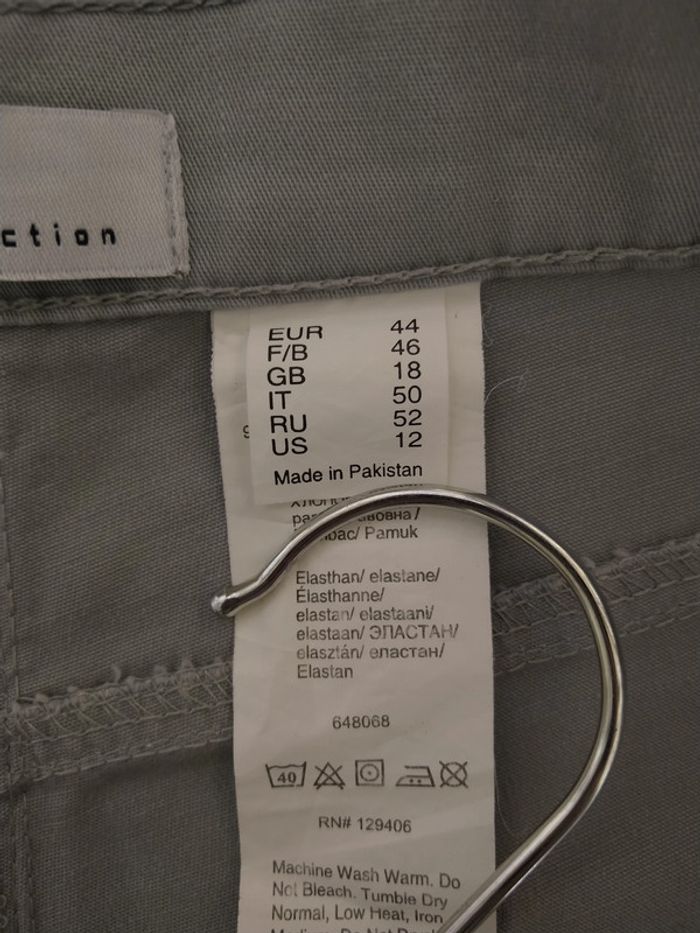 ction
EUR 44
F/B 46
GB 18
IT 50
RU 52
US 12
Made in Pakistan
Pamuk
Elasthan/ elastane/
Élasthanne/
elastan/ elastaani/
elastaan/ ЭЛАСТАН/
elasztán/ еластан/
Elastan
648068
40
RN# 129406
Machine Wash Warm. Do
Not Bleach. Tumble Dry
Normal, Low Heat, Iron